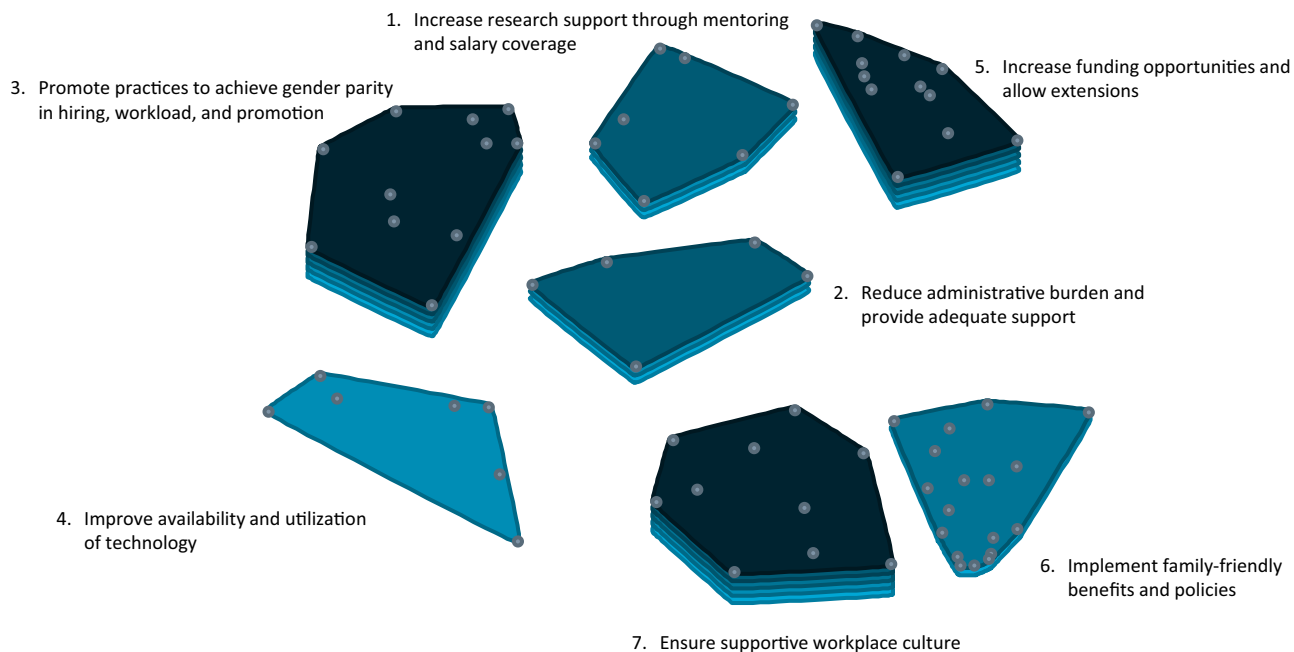 1. Increase research support through mentoring
and salary coverage
5. Increase funding opportunities and
allow extensions
3. Promote practices to achieve gender parity
in hiring, workload, and promotion
2. Reduce administrative burden and
provide adequate support
4. Improve availability and utilization
of technology
6. Implement family-friendly
benefits and policies
7. Ensure supportive workplace culture